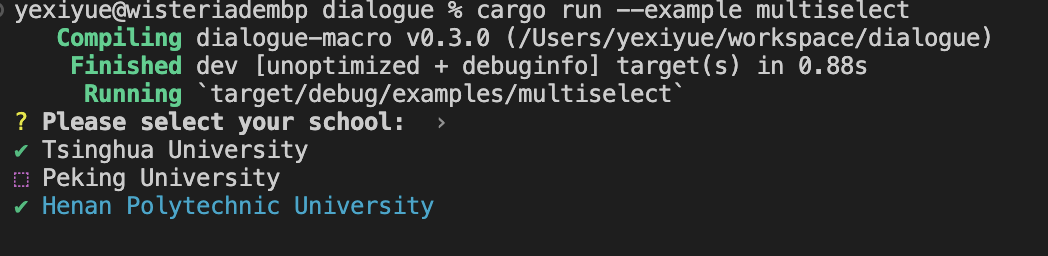 yexiyue@wisteriadembp dialogue % cargo run --example multiselect
Compiling dialogue-macro v0.3.0 (/Users/yexiyue/workspace/dialogue)
Finished dev [unoptimized + debuginfo] target(s) in 0.88s
Running `target/debug/examples/multiselect`
? Please select your school: ›
✔ Tsinghua University
⬚ Peking University
✔ Henan Polytechnic University